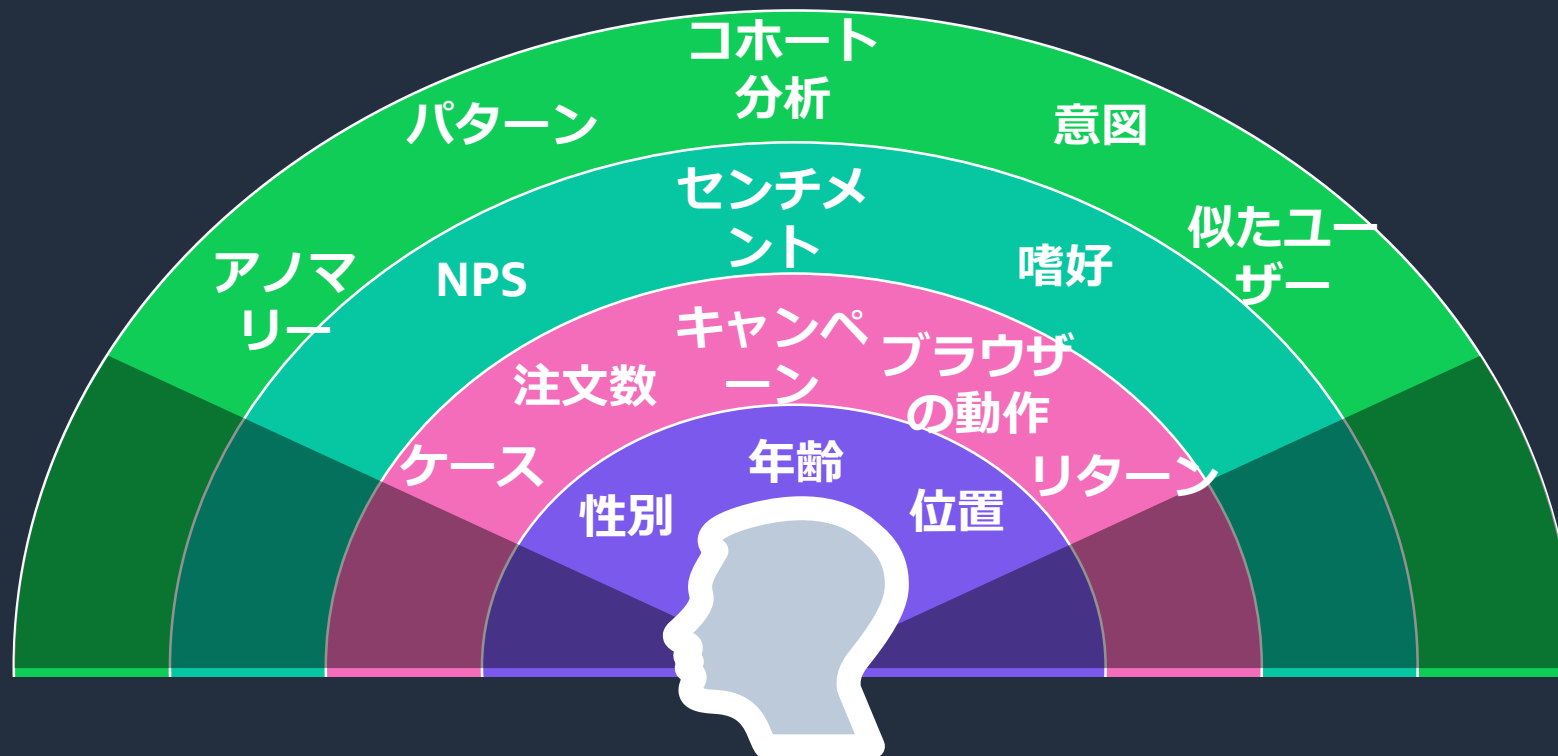 コホート
分析
パターン
意図
アノマ
リー
似たユー
ザー
センチメ
ント
NPS
嗜好
キャンペ
ーン
注文数
ブラウザ
の動作
ケース
リターン
年齢
性別
位置